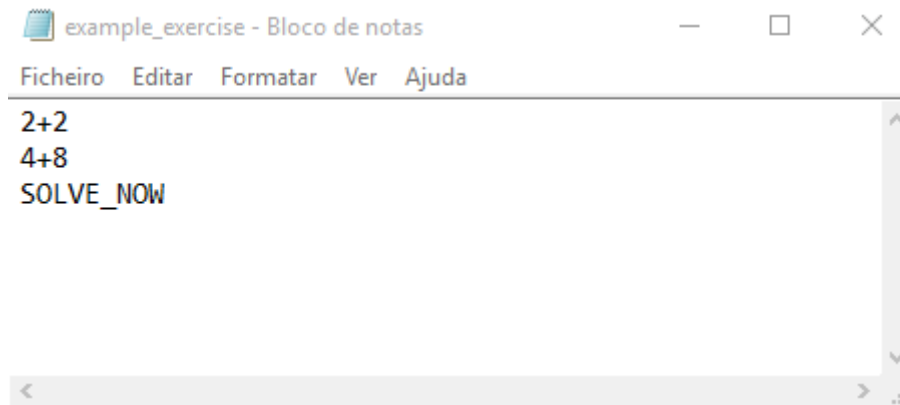 example_exercise - Bloco de notas
Ficheiro Editar Formatar Ver Ajuda
2+2
4+8
SOLVE_NOW